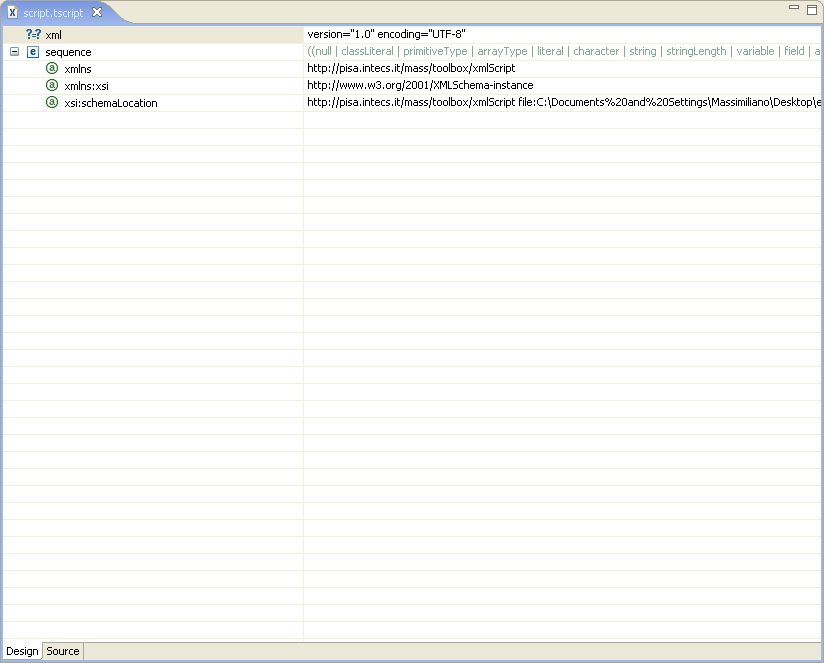 script.tscript
?=? xml version="1.0" encoding="UTF-8"
e sequence ((null | classLiteral | primitiveType | arrayType | literal | character | string | stringLength | variable | field | a
a xmlns http://pisa.intecs.it/mass/toolbox/xmlScript
a xmlns:xsi http://www.w3.org/2001/XMLSchema-instance
a xsi:schemaLocation http://pisa.intecs.it/mass/toolbox/xmlScript file:C:\Documents%20and%20Settings\Massimiliano\Desktop\e
Design Source